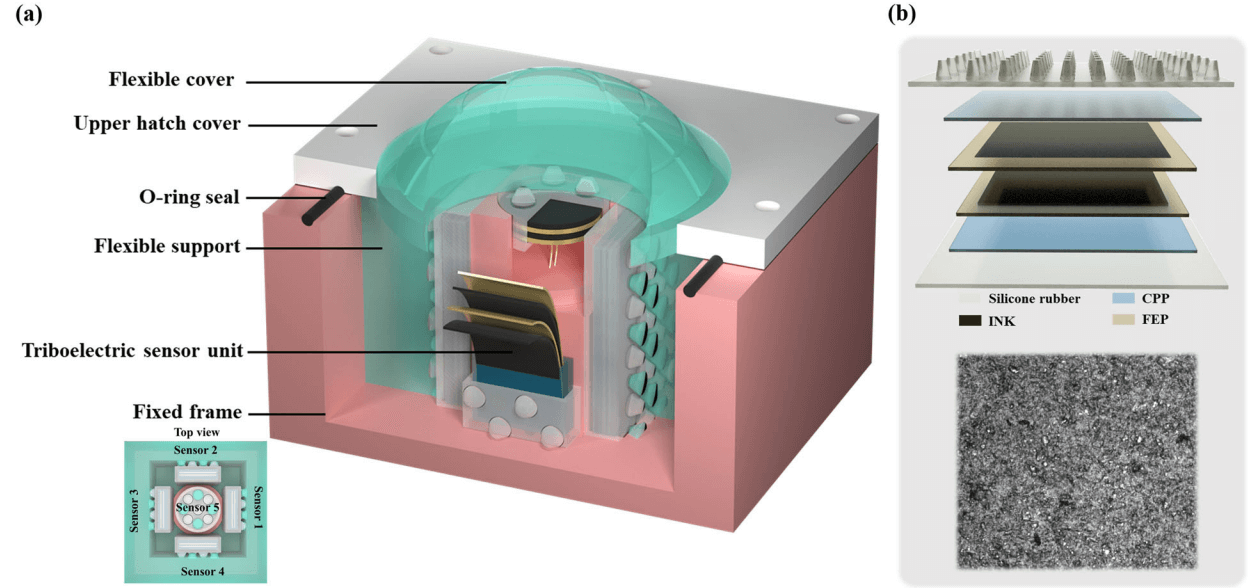 (a)
Flexible cover
Upper hatch cover
O-ring seal
Flexible support
Triboelectric sensor unit
Fixed frame
Top view
Sensor 2
Sensor 3
Sensor 5
Sensor 1
Sensor 4
(b)
Silicone rubber
CPP
INK
FEP